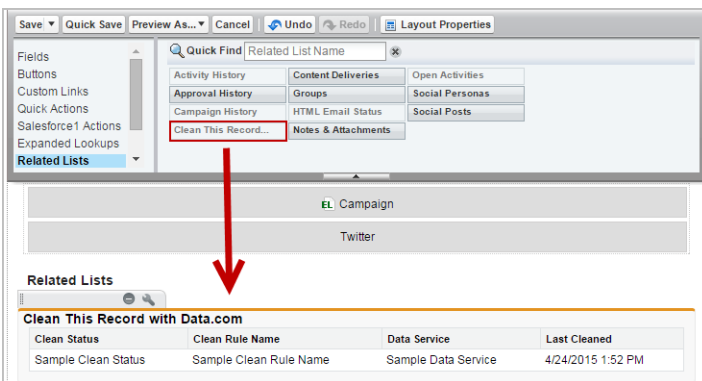 Save Quick Save Preview As... Cancel Undo Redo Layout Properties
Fields
Buttons
Custom Links
Quick Actions
Salesforce1 Actions
Expanded Lookups
Related Lists
Quick Find Related List Name
Activity History Content Deliveries Open Activities
Approval History Groups Social Personas
Campaign History HTML Email Status Social Posts
Clean This Record... Notes & Attachments
EL Campaign
Twitter
Related Lists
Clean This Record with Data.com
Clean Status Clean Rule Name Data Service Last Cleaned
Sample Clean Status Sample Clean Rule Name Sample Data Service 4/24/2015 1:52 PM